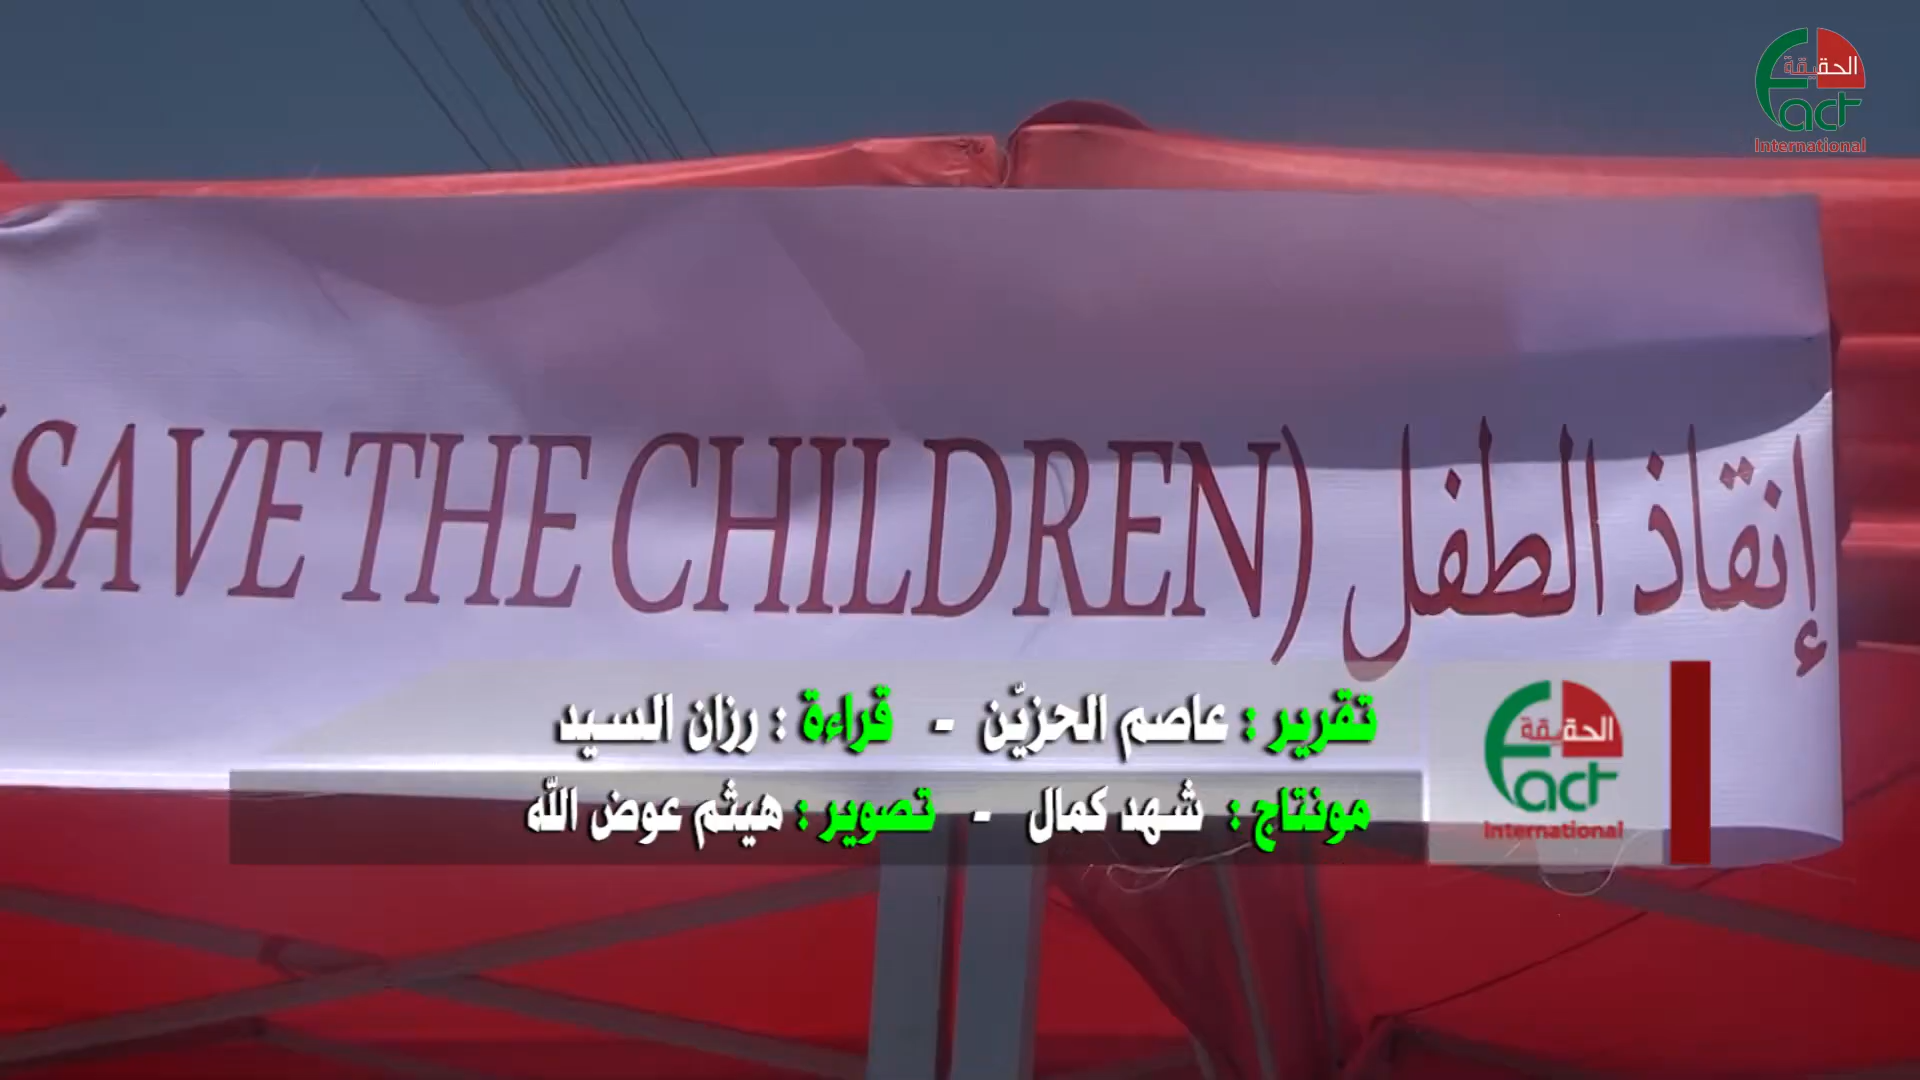 الحقيقة
Fact
International
إنقاذ الطفل (SAVE THE CHILDREN
تقرير : عاصم الحزيّن - قراءة : رزان السيد
مونتاج : شهد كمال - تصوير : هيثم عوض الله
الحقيقة
Fact
International